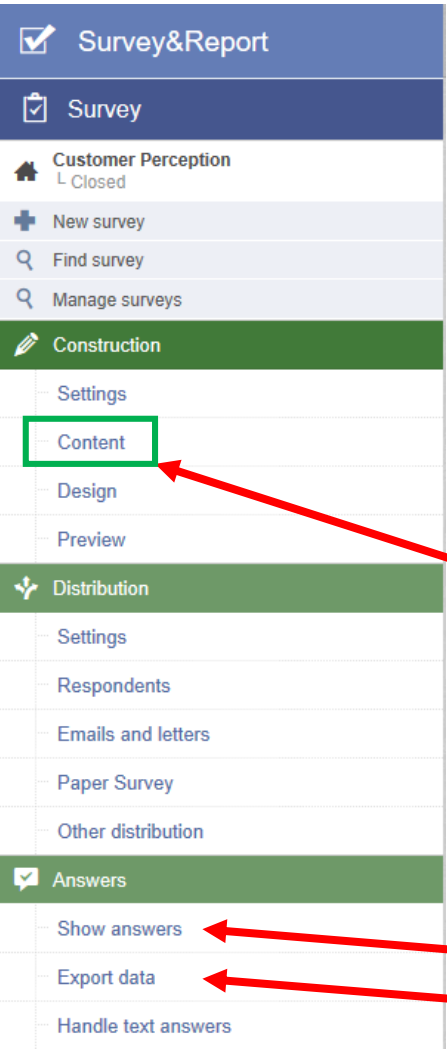 Survey&Report
Survey
Customer Perception
Closed
New survey
Find survey
Manage surveys
Construction
Settings
Content
Design
Preview
Distribution
Settings
Respondents
Emails and letters
Paper Survey
Other distribution
Answers
Show answers
Export data
Handle text answers